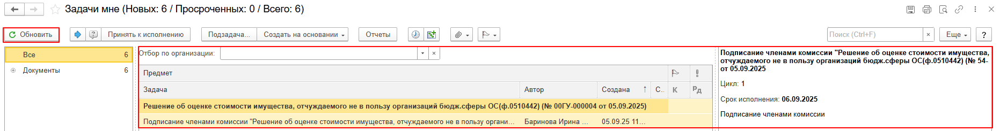 Задачи мне (Новых: 6 / Просроченных: 0 / Всего: 6)
Обновить
Принять к исполнению
Подзадача...
Создать на основании
Отчеты
Поиск (Ctrl+F)
×
Еще
?
Все 6
Документы 6
Отбор по организации:
×
Предмет
Задача Автор Создана ↑ С.. К Рд
Решение об оценке стоимости имущества, отчуждаемого не в пользу организаций бюдж.сферы ОС(ф.0510442) (№ 00ГУ-000004 от 05.09.2025)
Подписание членами комиссии "Решение об оценке стоимости имущества, отчуждаемого не в пользу органи... Баринова Ирина ... 05.09.25 11...
Подписание членами комиссии "Решение об оценке стоимости имущества,
отчуждаемого не в пользу организаций бюдж.сферы ОС(ф.0510442) (№ 54-
от 05.09.2025
Цикл: 1
Срок исполнения: 06.09.2025
Подписание членами комиссии